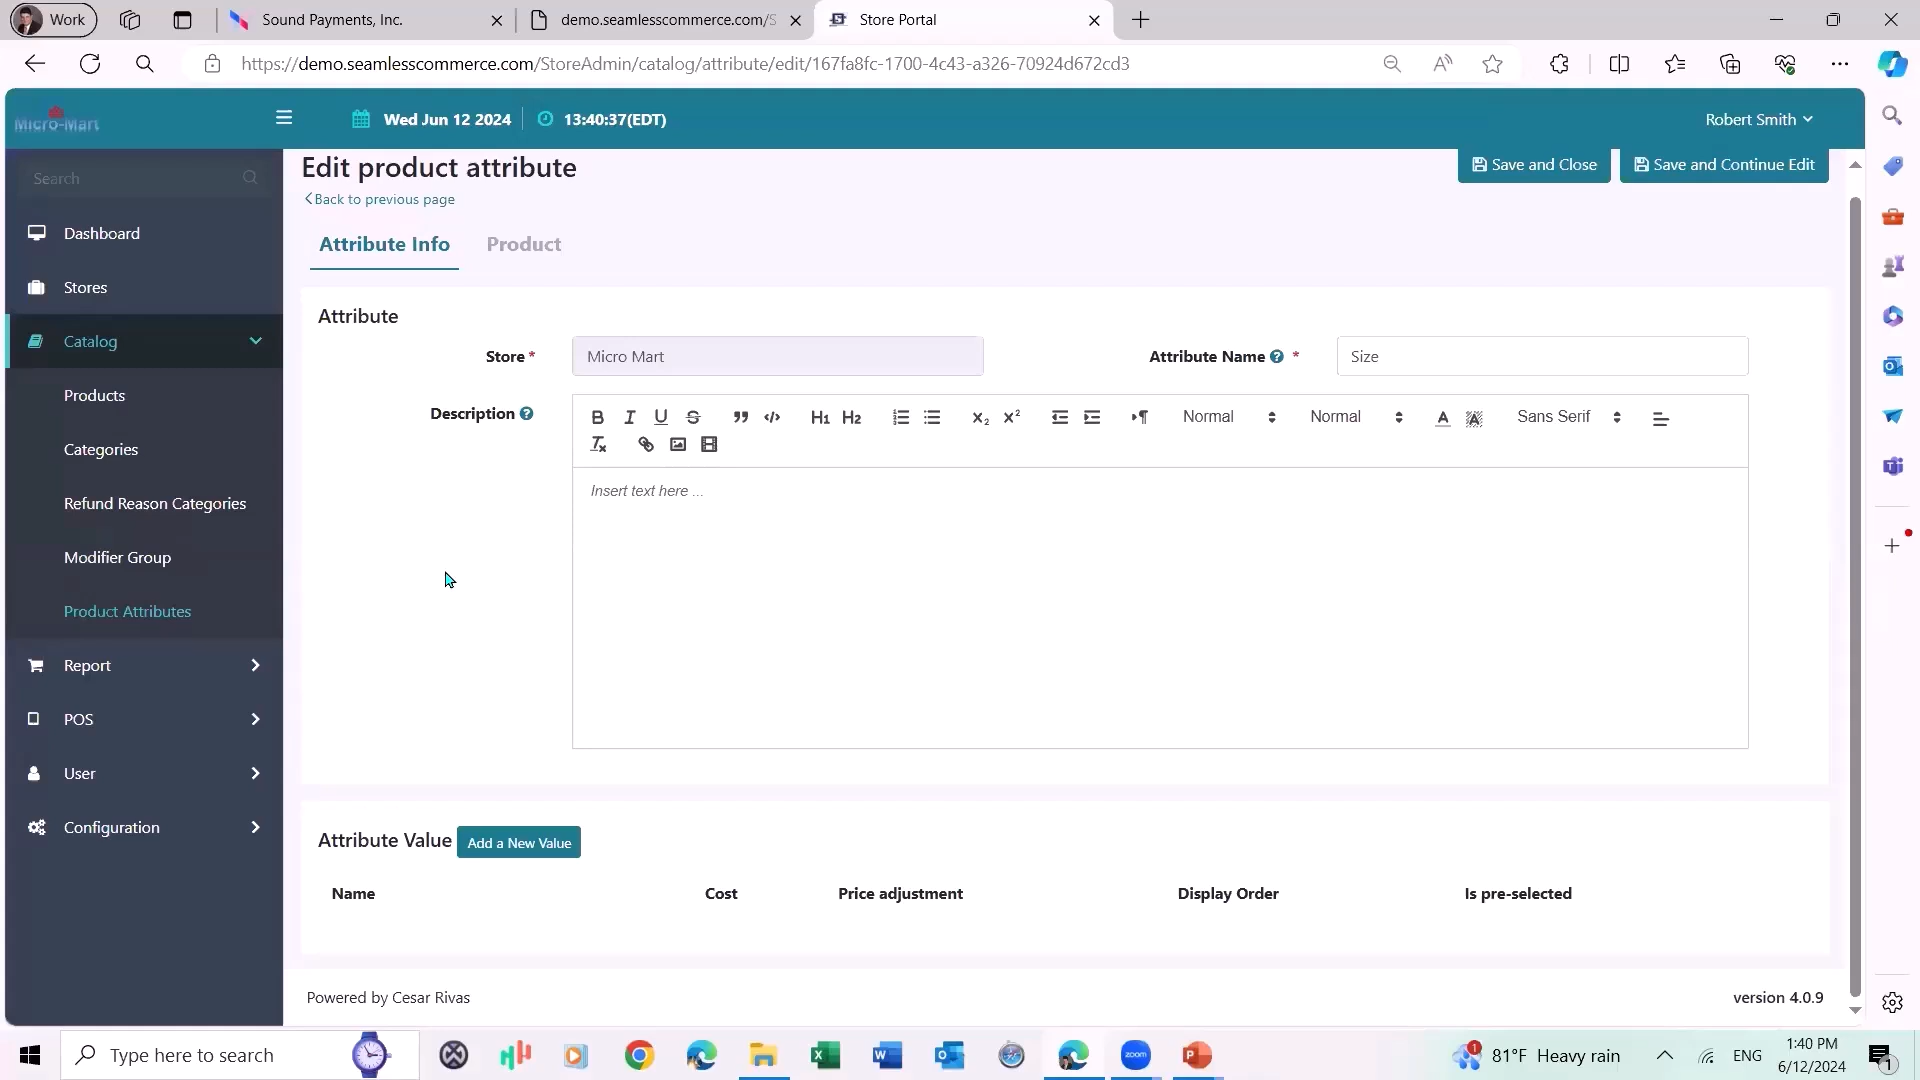 Work
Sound Payments, Inc.
demo.seamlesscommerce.com/S
Store Portal
https://demo.seamlesscommerce.com/StoreAdmin/catalog/attribute/edit/167fa8fc-1700-4c43-a326-70924d672cd3
Micro-Mart
Wed Jun 12 2024
13:40:37(EDT)
Robert Smith
Search
Edit product attribute
Save and Close
Save and Continue Edit
Back to previous page
Dashboard
Attribute Info
Product
Stores
Attribute
Catalog
Store *
Micro Mart
Attribute Name *
Size
Products
Description
Normal
Normal
Sans Serif
Categories
Insert text here ...
Refund Reason Categories
Modifier Group
Product Attributes
Report
POS
User
Configuration
Attribute Value
Add a New Value
Name
Cost
Price adjustment
Display Order
Is pre-selected
Powered by Cesar Rivas
version 4.0.9
Type here to search
zoom
1
81°F Heavy rain
ENG
1:40 PM
6/12/2024
1